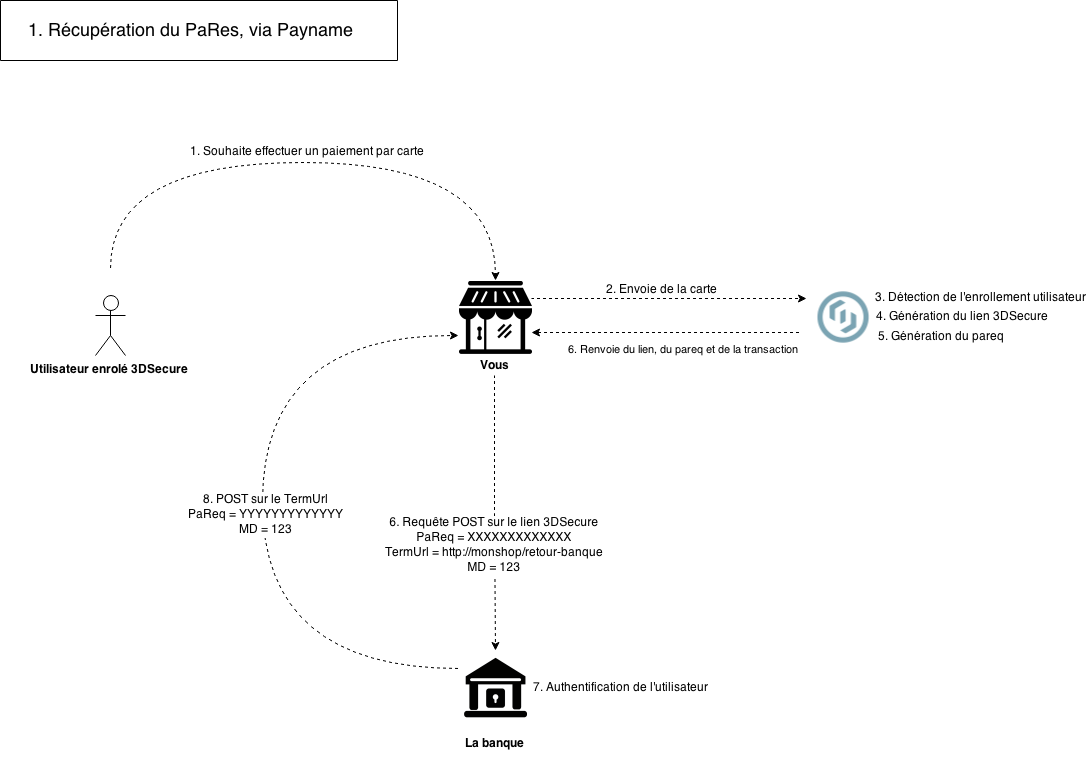 1. Récupération du PaRes, via Payname
1. Souhaite effectuer un paiement par carte
2. Envoie de la carte
3. Détection de l'enrollement utilisateur
4. Génération du lien 3DSecure
5. Génération du pareq
6. Renvoie du lien, du pareq et de la transaction
Vous
Utilisateur enrolé 3DSecure
8. POST sur le TermUrl
PaReq = YYYYYYYYYYYYY
MD = 123
6. Requête POST sur le lien 3DSecure
PaReq = XXXXXXXXXXXXX
TermUrl = http://monshop/retour-banque
MD = 123
7. Authentification de l'utilisateur
La banque